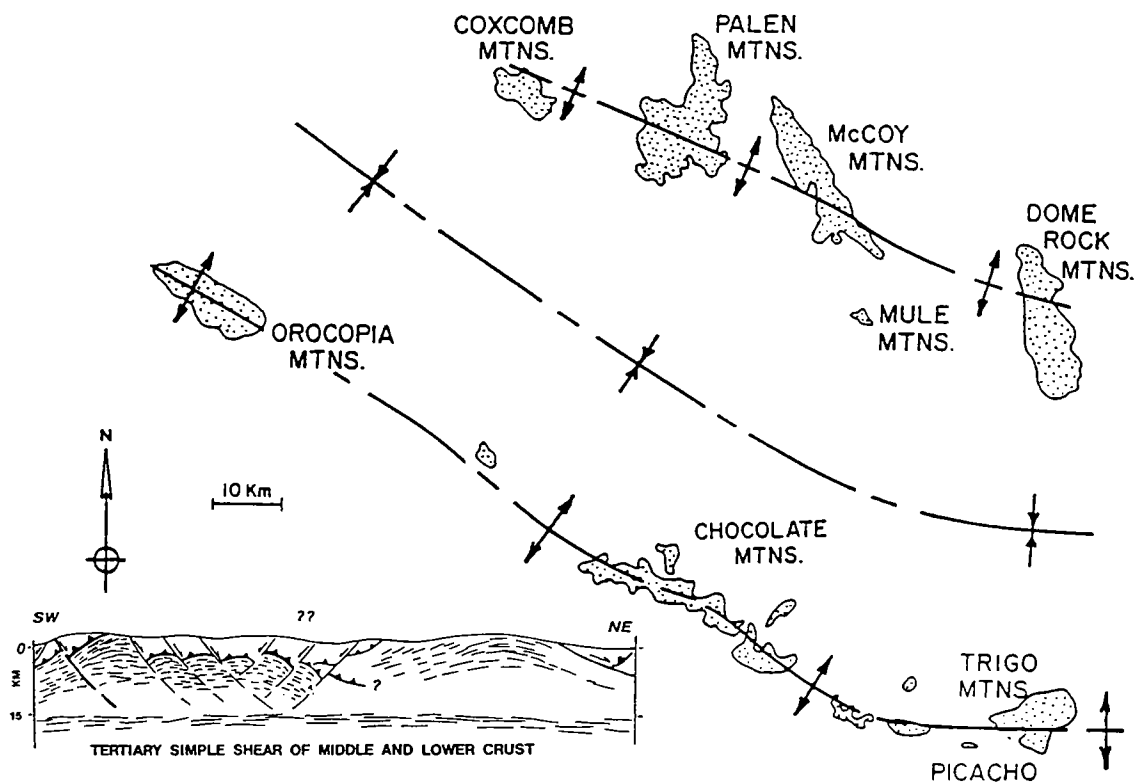 COXCOMB
MTNS.
PALEN
MTNS.
McCOY
MTNS.
DOME
ROCK
MTNS.
MULE
MTNS.
OROCOPIA
MTNS.
N
10 Km
CHOCOLATE
MTNS.
TRIGO
MTNS
PICACHO
SW
??
NE
0
KM
15
?
TERTIARY SIMPLE SHEAR OF MIDDLE AND LOWER CRUST